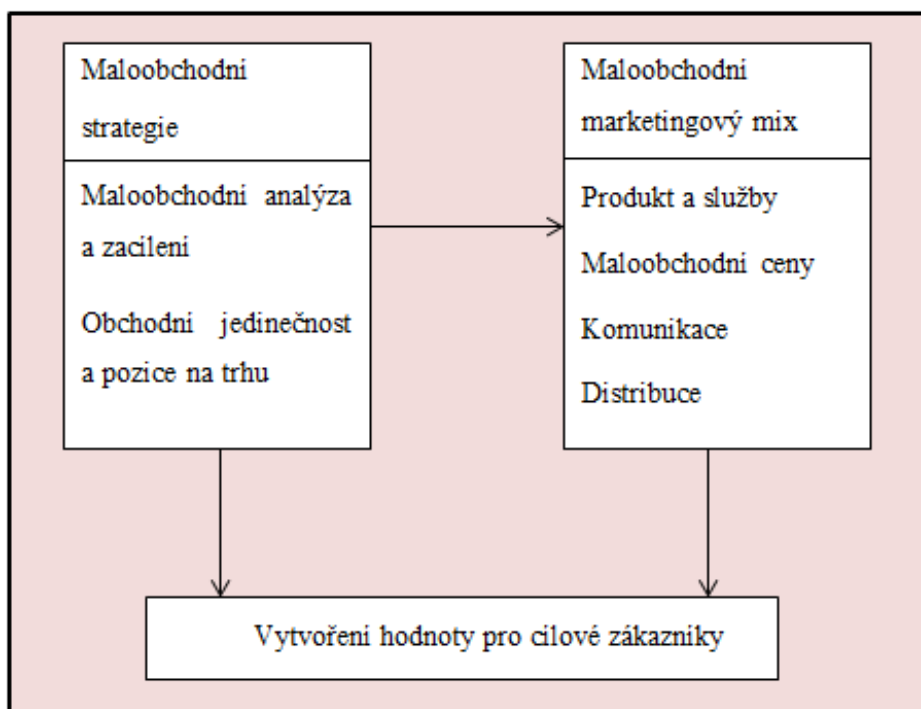 Maloobchodní
strategie
Maloobchodní analýza
a zacílení
Obchodní jedinečnost
a pozice na trhu
Maloobchodní
marketingový mix
Produkt a služby
Maloobchodní ceny
Komunikace
Distribuce
Vytvoření hodnoty pro cílové zákazníky